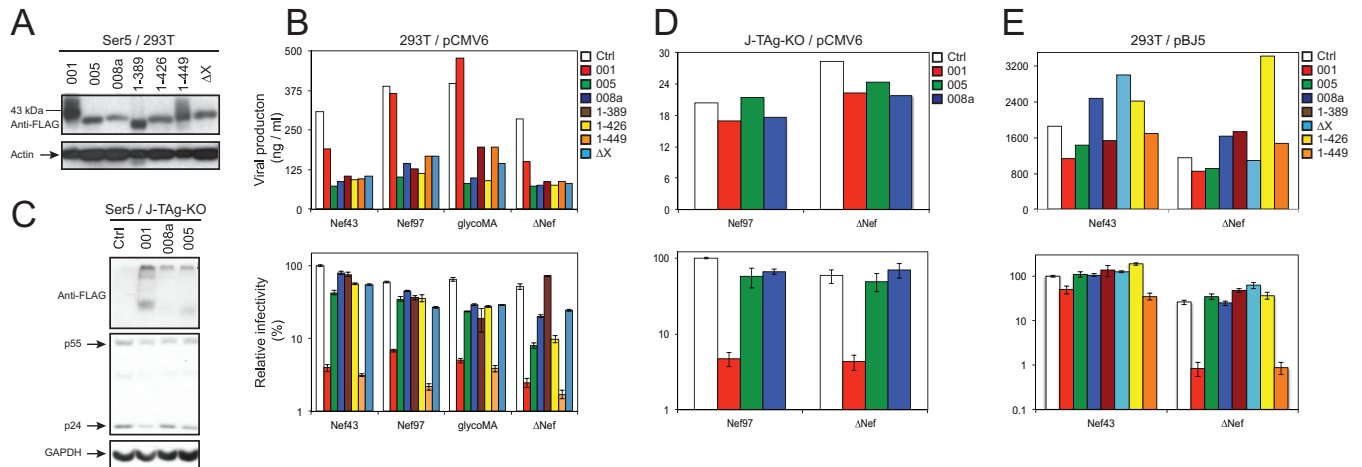 A
Ser5 / 293T
001
005
008a
1-389
1-426
1-449
ΔX
43 kDa
Anti-FLAG
Actin
B
293T / pCMV6
Viral production
(ng / ml)
500
375
250
125
0
Nef43
Nef97
glycoMA
ΔNef
Ctrl
001
005
008a
1-389
1-426
1-449
ΔX
Relative infectivity
(%)
100
10
1
Nef43
Nef97
glycoMA
ΔNef
C
Ser5 / J-TAg-KO
Ctrl
001
008a
005
Anti-FLAG
p55
p24
GAPDH
D
J-TAg-KO / pCMV6
30
24
18
12
6
0
Nef97
ΔNef
Ctrl
001
005
008a
100
10
1
Nef97
ΔNef
E
293T / pBJ5
3200
2400
1600
800
0
Nef43
ΔNef
Ctrl
001
005
008a
1-389
ΔX
1-426
1-449
100
10
1
0.1
Nef43
ΔNef